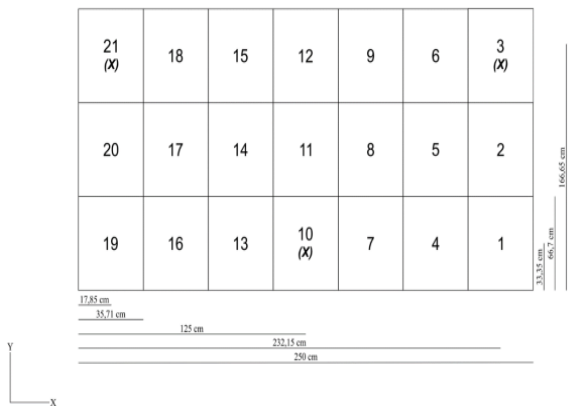 21 18 15 12 9 6 3
(X) (X)
20 17 14 11 8 5 2
19 16 13 10 7 4 1
(X)
166,65 cm
66,7 cm
33,35 cm
17,85 cm
35,71 cm
125 cm
232,15 cm
250 cm
Y
X